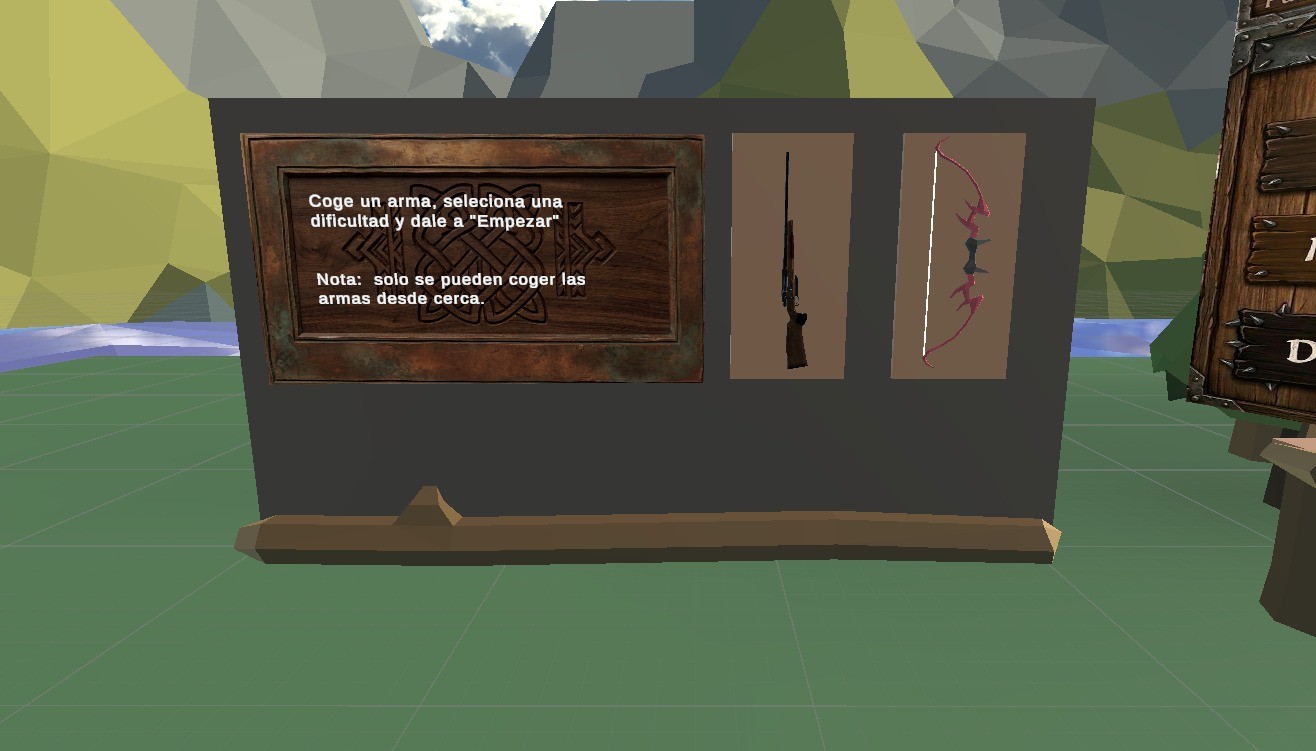 Coge un arma, seleciona una
dificultad y dale a "Empezar"
Nota:  solo se pueden coger las
armas desde cerca.